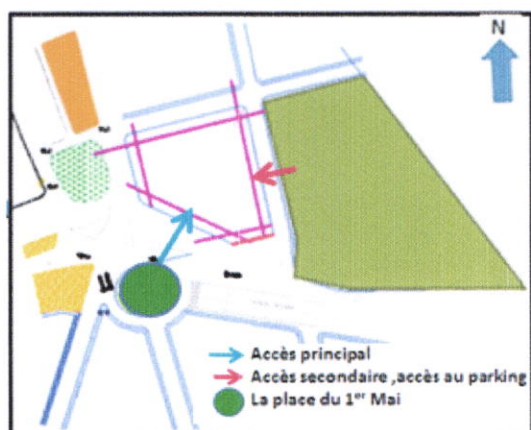 N
Accès principal
Accès secondaire ,accès au parking
La place du 1er Mai